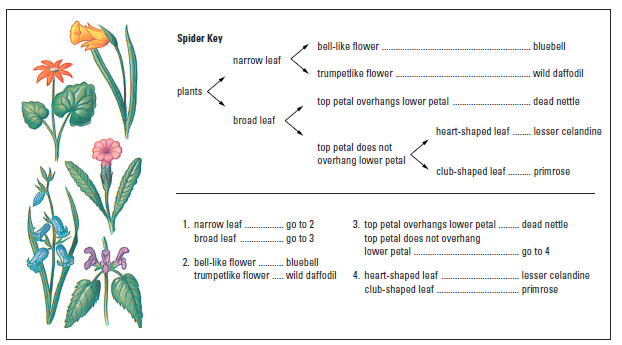 Spider Key
plants
narrow leaf
bell-like flower ........ bluebell
trumpetlike flower ........ wild daffodil
broad leaf
top petal overhangs lower petal ........ dead nettle
top petal does not
overhang lower petal
heart-shaped leaf ........ lesser celandine
club-shaped leaf ........ primrose
1. narrow leaf ........ go to 2
broad leaf ........ go to 3
2. bell-like flower ........ bluebell
trumpetlike flower ..... wild daffodil
3. top petal overhangs lower petal ........ dead nettle
top petal does not overhang
lower petal ........ go to 4
4. heart-shaped leaf ........ lesser celandine
club-shaped leaf ........ primrose